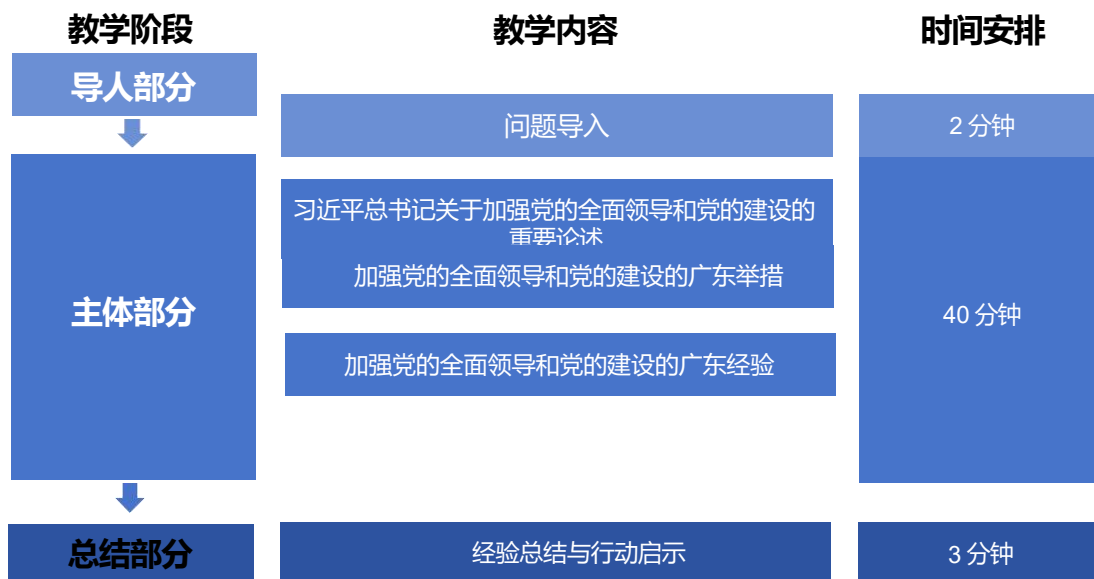 教学阶段
教学内容
时间安排
导人部分
问题导入
2 分钟
主体部分
习近平总书记关于加强党的全面领导和党的建设的
重要论述
加强党的全面领导和党的建设的广东举措
加强党的全面领导和党的建设的广东经验
40 分钟
总结部分
经验总结与行动启示
3 分钟